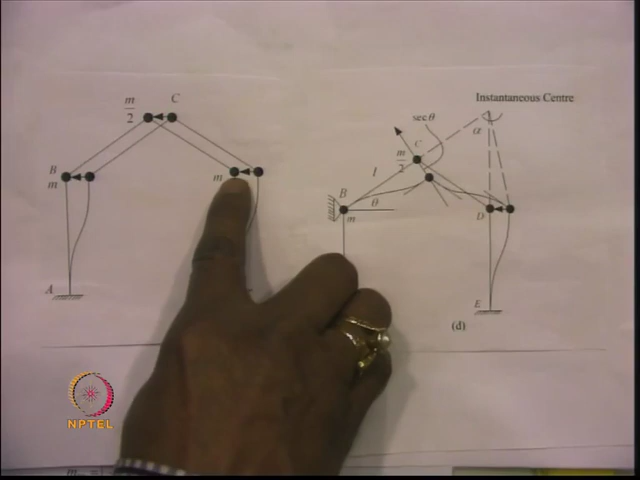 m/2
C
B
m
m
A
Instantaneous Centre
α
sec θ
C
m/2
l
B
θ
m
D
E
(d)
NPTEL